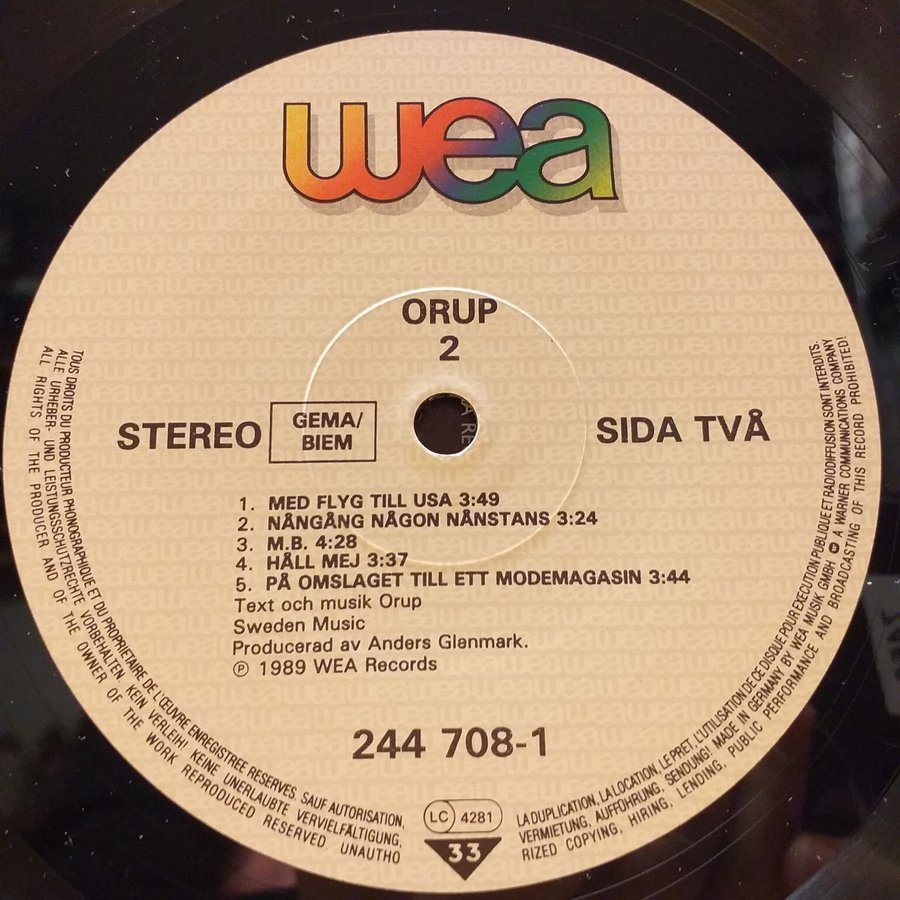 wea
ORUP
2
STEREO
GEMA/
BIEM
SIDA TVÅ
1. MED FLYG TILL USA 3:49
2. NÅNGÅNG NÅGON NÅNSTANS 3:24
3. M.B. 4:28
4. HÅLL MEJ 3:37
5. PÅ OMSLAGET TILL ETT MODEMAGASIN 3:44
Text och musik Orup
Sweden Music
Producerad av Anders Glenmark.
℗ 1989 WEA Records
244 708-1
LC 4281
33
TOUS DROITS DU PRODUCTEUR PHONOGRAPHIQUE ET DU PROPRIETAIRE DE L'ŒUVRE ENREGISTREE RESERVES. SAUF AUTORISATION,
LA DUPLICATION, LA LOCATION, LE PRET, L'UTILISATION DE CE DISQUE POUR EXECUTION PUBLIQUE ET RADIODIFFUSION SONT INTERDITS.
ALLE URHEBER- UND LEISTUNGSSCHUTZRECHTE VORBEHALTEN KEIN VERLEIH! KEINE UNERLAUBTE VERVIELFÄLTIGUNG,
VERMIETUNG, AUFFÜHRUNG, SENDUNG! MADE IN GERMANY BY WEA MUSIK GMBH A WARNER COMMUNICATIONS COMPANY
ALL RIGHTS OF THE PRODUCER AND OF THE OWNER OF THE WORK REPRODUCED RESERVED UNAUTHO
RIZED COPYING, HIRING, LENDING, PUBLIC PERFORMANCE AND BROADCASTING OF THIS RECORD PROHIBITED!